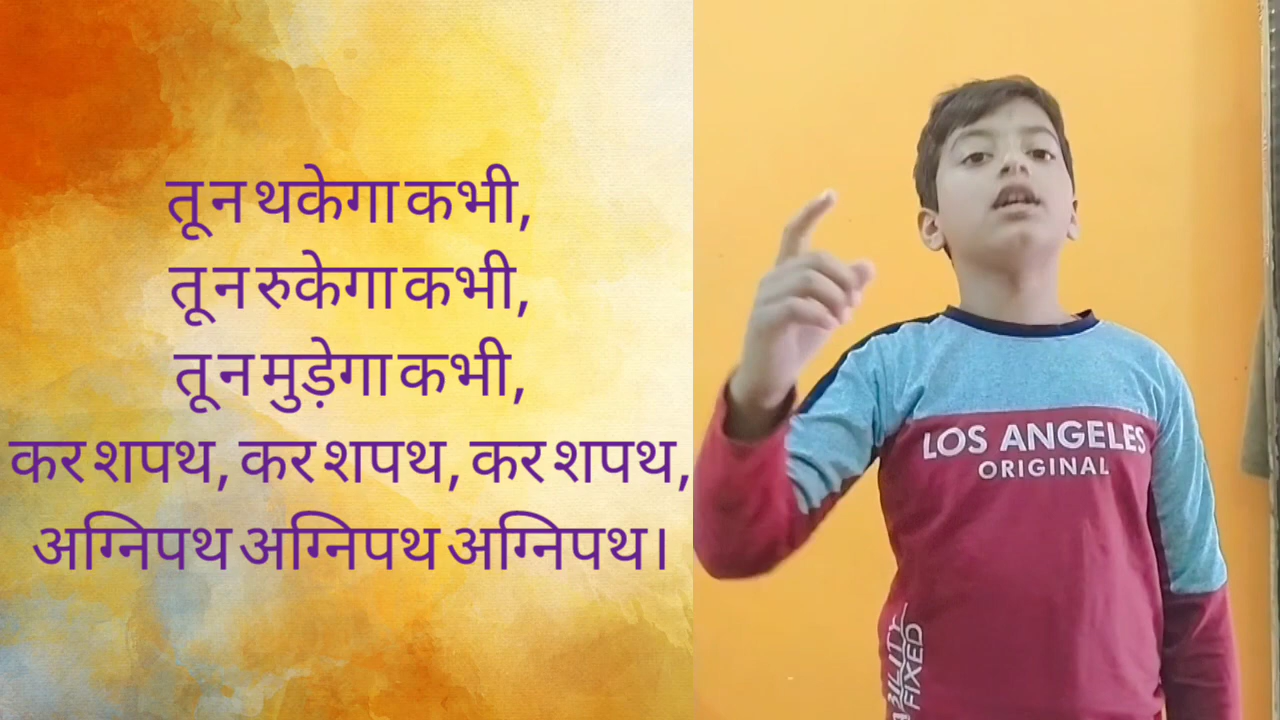 तू न थकेगा कभी,
तू न रुकेगा कभी,
तू न मुड़ेगा कभी,
कर शपथ, कर शपथ, कर शपथ,
अग्निपथ अग्निपथ अग्निपथ।
LOS ANGELES
ORIGINAL
FIXED